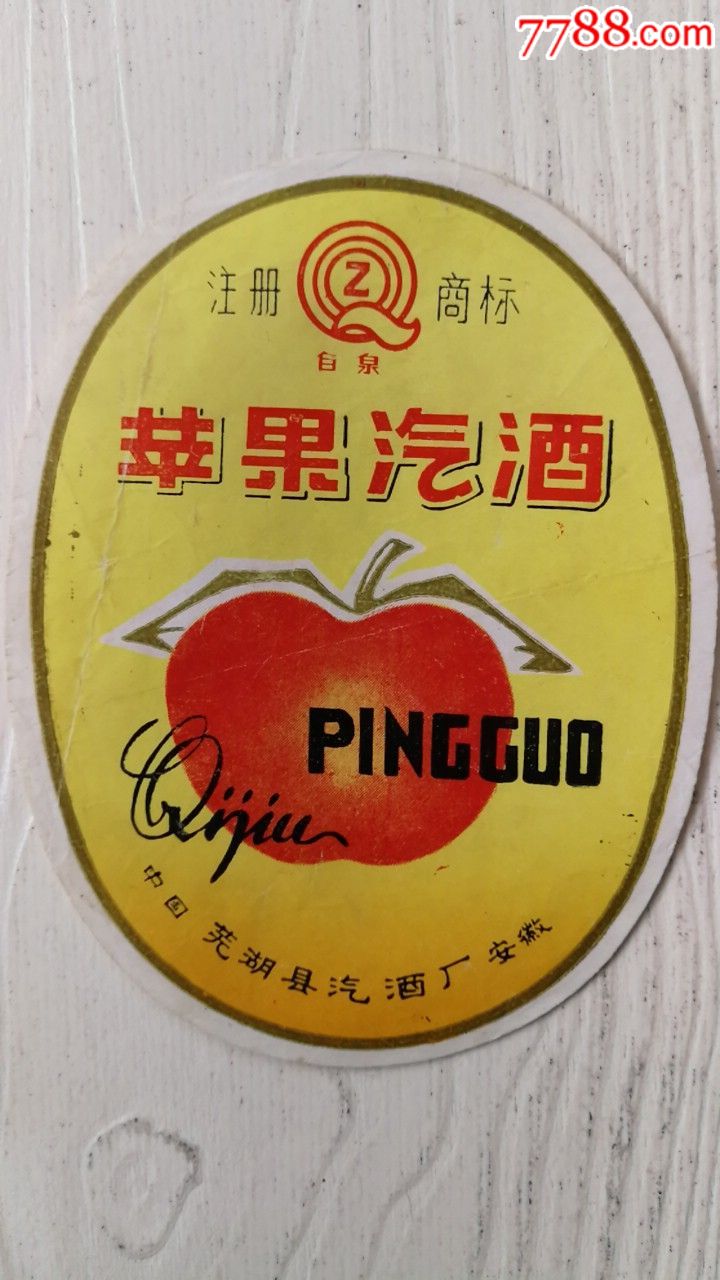 7788.com
注册 Z 商标
自泉
苹果汽酒
PINGGUO
Qijiu
中国 芜湖县汽酒厂 安徽